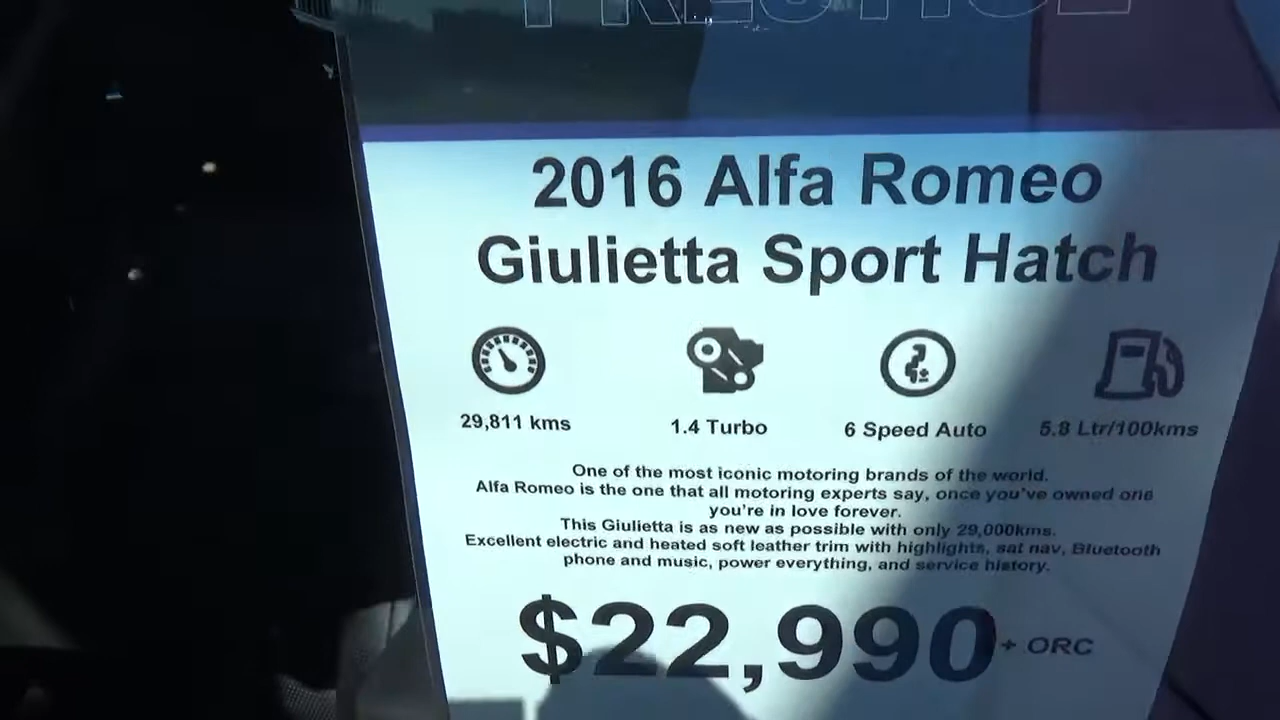 PRESTIGE
2016 Alfa Romeo
Giulietta Sport Hatch
29,811 kms
1.4 Turbo
6 Speed Auto
5.8 Ltr/100kms
One of the most iconic motoring brands of the world.
Alfa Romeo is the one that all motoring experts say, once you've owned one
you're in love forever.
This Giulietta is as new as possible with only 29,000kms.
Excellent electric and heated soft leather trim with highlights, sat nav, Bluetooth
phone and music, power everything, and service history.
$22,990 + ORC